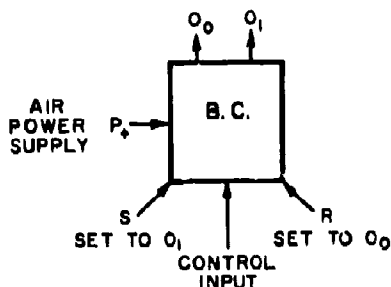 O₀ O₁
B. C.
AIR
POWER
SUPPLY
P₊
S
SET TO O₁
R
SET TO O₀
CONTROL
INPUT